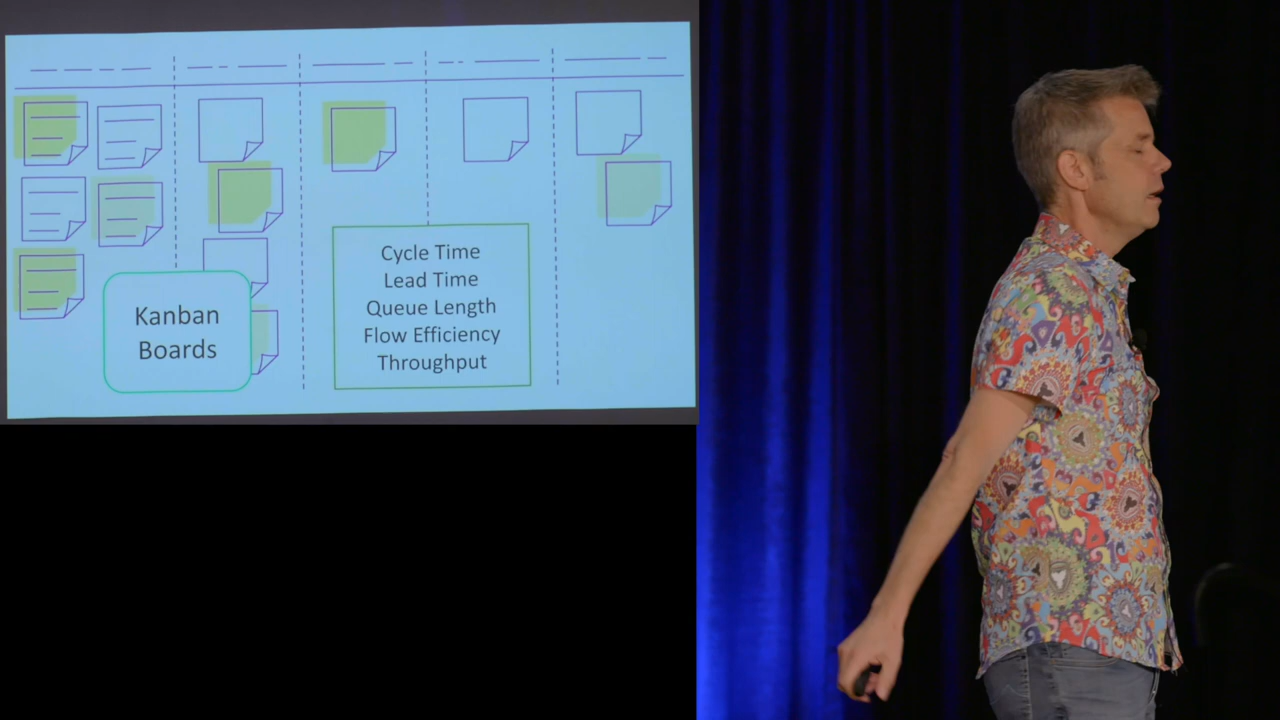 Kanban
Boards
Cycle Time
Lead Time
Queue Length
Flow Efficiency
Throughput